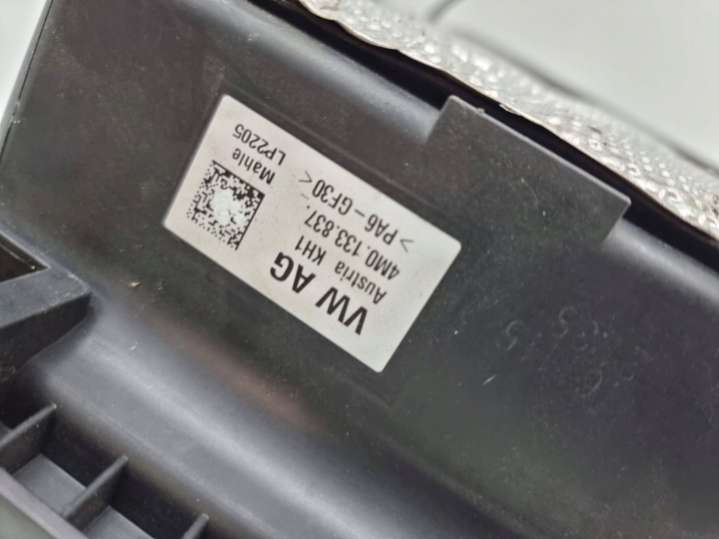 VW AG
Austria KH1
4M0.133.837.
>PA6-GF30<
Mahle
LP2205